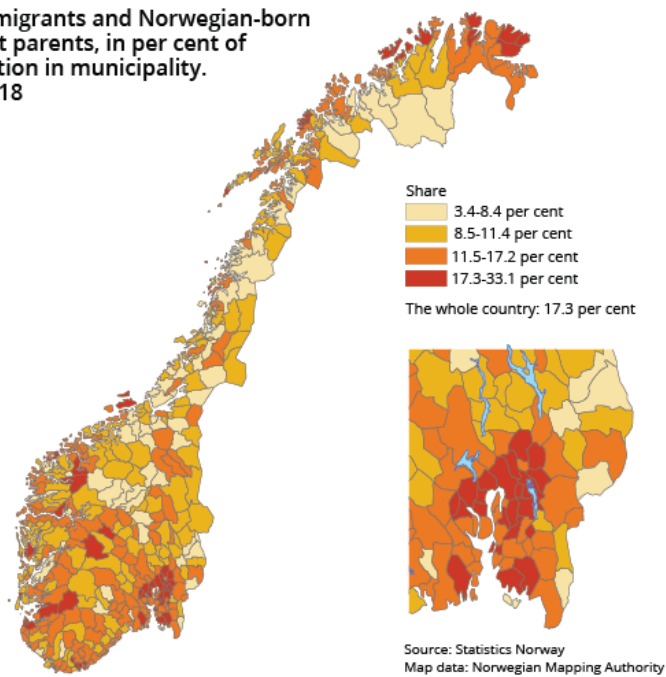 migrants and Norwegian-born
t parents, in per cent of
tion in municipality.
18
Share
3.4-8.4 per cent
8.5-11.4 per cent
11.5-17.2 per cent
17.3-33.1 per cent
The whole country: 17.3 per cent
Source: Statistics Norway
Map data: Norwegian Mapping Authority